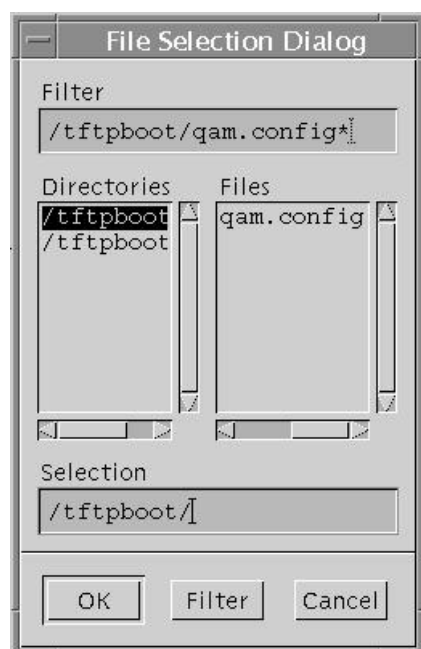 File Selection Dialog
Filter
/tftpboot/qam.config*
Directories Files
/tftpboot qam.config
/tftpboot
Selection
/tftpboot/
OK Filter Cancel